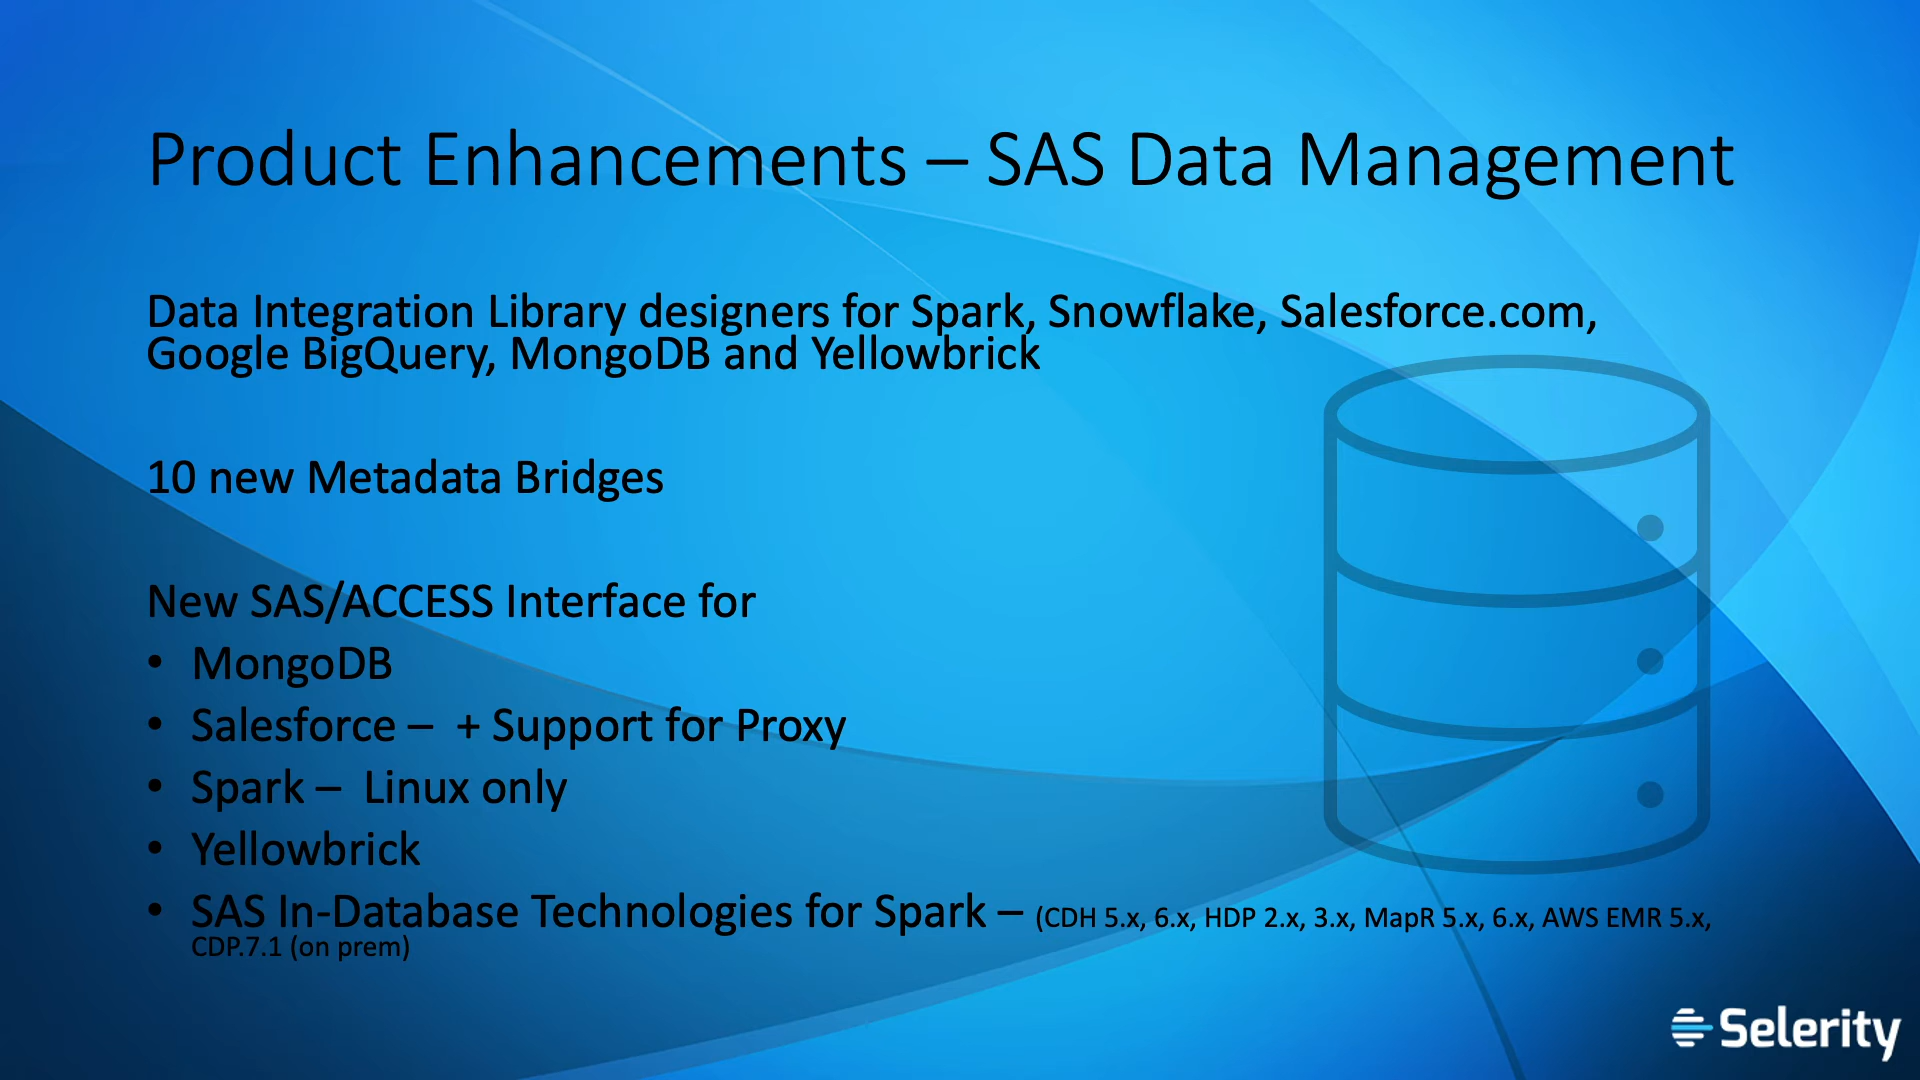 Product Enhancements – SAS Data Management
Data Integration Library designers for Spark, Snowflake, Salesforce.com,
Google BigQuery, MongoDB and Yellowbrick
10 new Metadata Bridges
New SAS/ACCESS Interface for
• MongoDB
• Salesforce – + Support for Proxy
• Spark – Linux only
• Yellowbrick
• SAS In-Database Technologies for Spark – (CDH 5.x, 6.x, HDP 2.x, 3.x, MapR 5.x, 6.x, AWS EMR 5.x,
CDP.7.1 (on prem)
Selerity